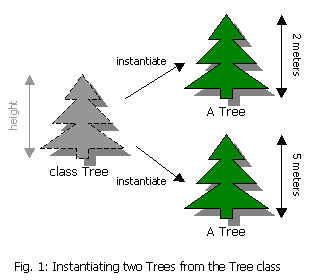 2 meters
instantiate
A Tree
height
class Tree
5 meters
instantiate
A Tree
Fig. 1: Instantiating two Trees from the Tree class